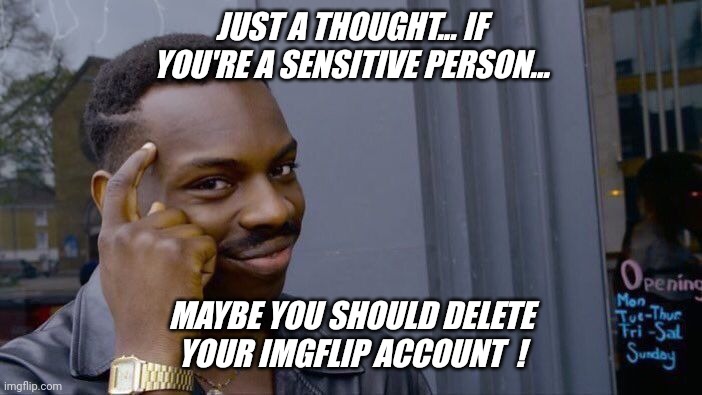 JUST A THOUGHT... IF
YOU'RE A SENSITIVE PERSON...
MAYBE YOU SHOULD DELETE
YOUR IMGFLIP ACCOUNT !
Opening
Mon
Tue-Thur
Fri -Sat
Sunday
imgflip.com